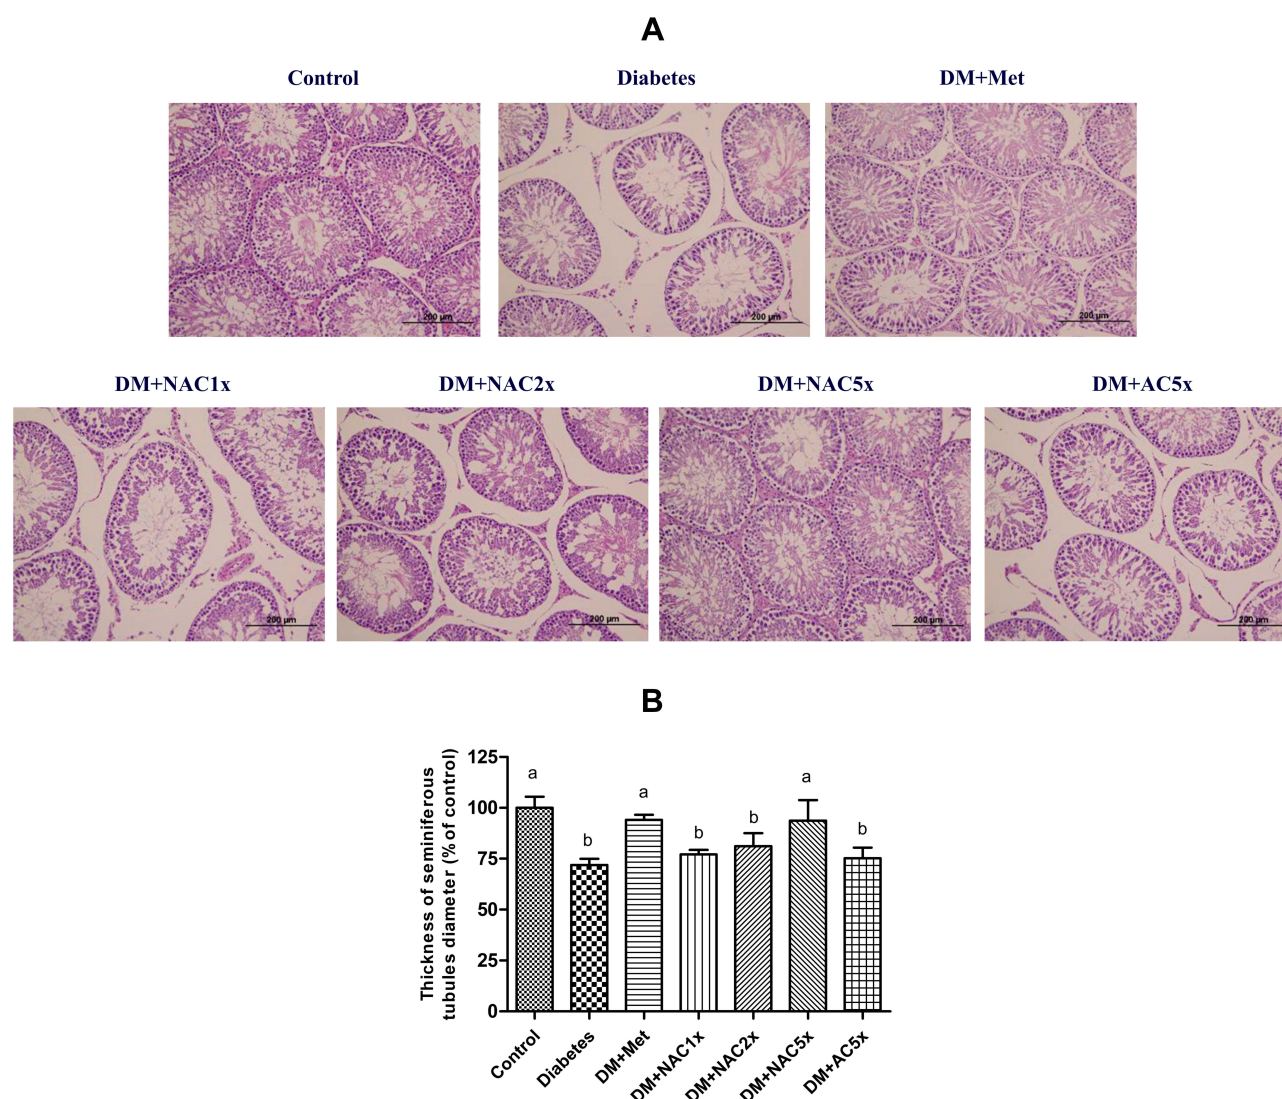 A
Control
Diabetes
DM+Met
200 µm
200 µm
200 µm
DM+NAC1x
DM+NAC2x
DM+NAC5x
DM+AC5x
200 µm
200 µm
200 µm
200 µm
B
Thickness of seminiferous
tubules diameter (% of control)
125
100
75
50
25
0
a
b
a
b
b
a
b
Control
Diabetes
DM+Met
DM+NAC1x
DM+NAC2x
DM+NAC5x
DM+AC5x